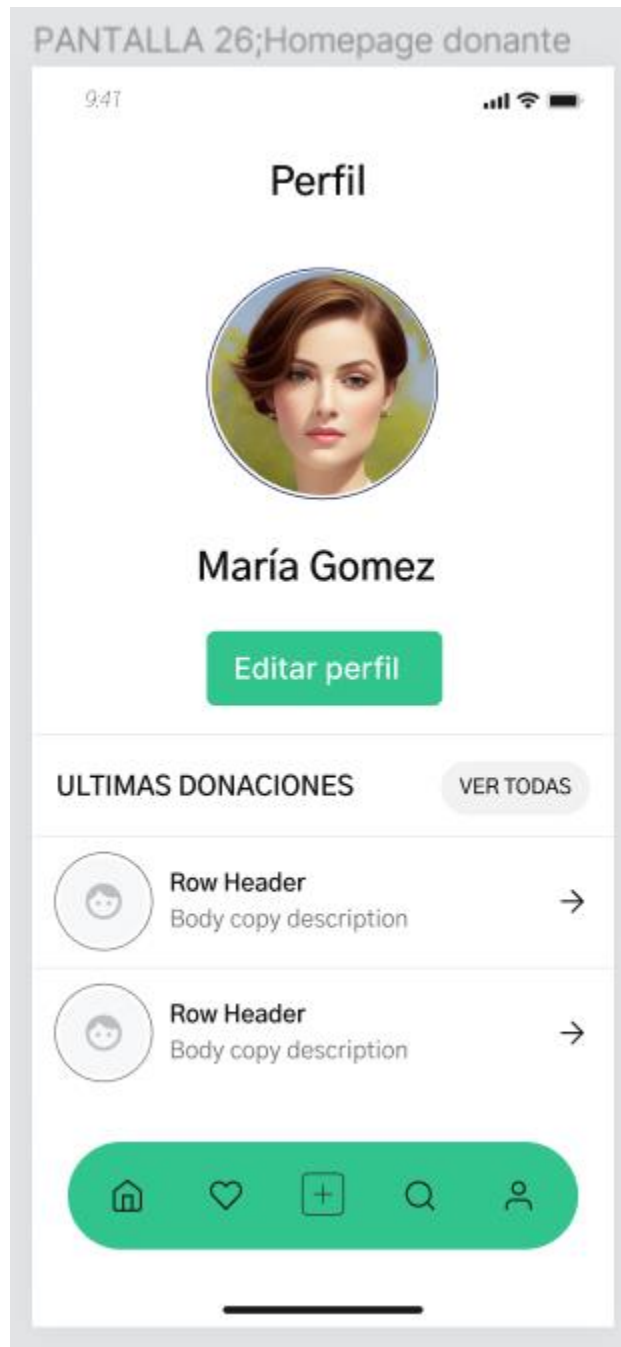 PANTALLA 26;Homepage donante
9:41
Perfil
María Gomez
Editar perfil
ULTIMAS DONACIONES
VER TODAS
Row Header
Body copy description
Row Header
Body copy description